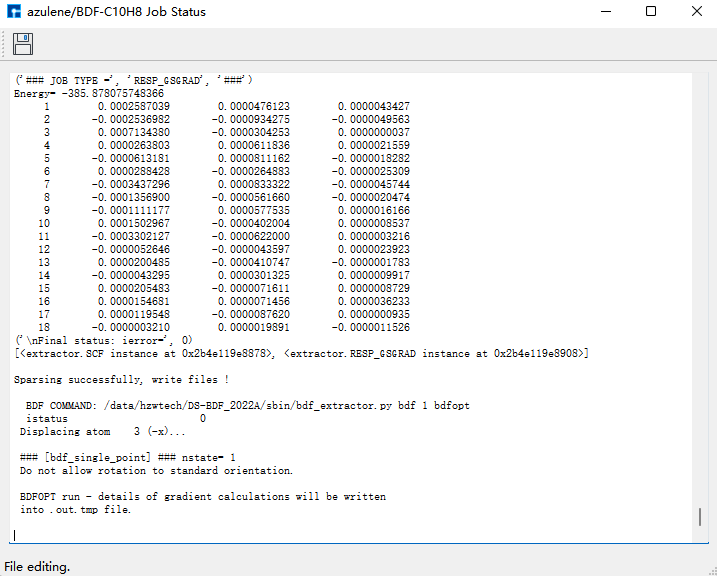 azulene/BDF-C10H8 Job Status
('### JOB TYPE =', 'RESP_GSGRAD', '###')
Energy= -385.878075748366
1 0.0002587039 0.0000476123 0.0000043427
2 -0.0002536982 -0.0000934275 -0.0000049563
3 0.0007134380 -0.0000304253 0.0000000037
4 0.0000263803 0.0000611836 0.0000021559
5 -0.0000613181 0.0000811162 -0.0000018282
6 0.0000288428 -0.0000264883 -0.0000025309
7 -0.0003437296 0.0000833322 -0.0000045744
8 -0.0001356900 -0.0000561660 -0.0000020474
9 -0.0001111177 0.0000577535 0.0000016166
10 0.0001502967 -0.0000402004 0.0000008537
11 -0.0003302127 -0.0000622000 0.0000003216
12 -0.0000052646 -0.0000043597 0.0000023923
13 0.0000200485 -0.0000410747 -0.0000001783
14 -0.0000043295 0.0000301325 0.0000009917
15 0.0000205483 -0.0000071611 0.0000008729
16 0.0000154681 0.0000071456 0.0000036233
17 0.0000119548 -0.0000087620 0.0000000935
18 -0.0000003210 0.0000019891 -0.0000011526
('\nFinal status: ierror=', 0)
[<extractor.SCF instance at 0x2b4e119e8878>, <extractor.RESP_GSGRAD instance at 0x2b4e119e8908>]
Sparsing successfully, write files !
BDF COMMAND: /data/hzwtech/DS-BDF_2022A/sbin/bdf_extractor.py bdf 1 bdfopt
istatus 0
Displacing atom 3 (-x)...
### [bdf_single_point] ### nstate= 1
Do not allow rotation to standard orientation.
BDFOPT run - details of gradient calculations will be written
into .out.tmp file.
File editing.